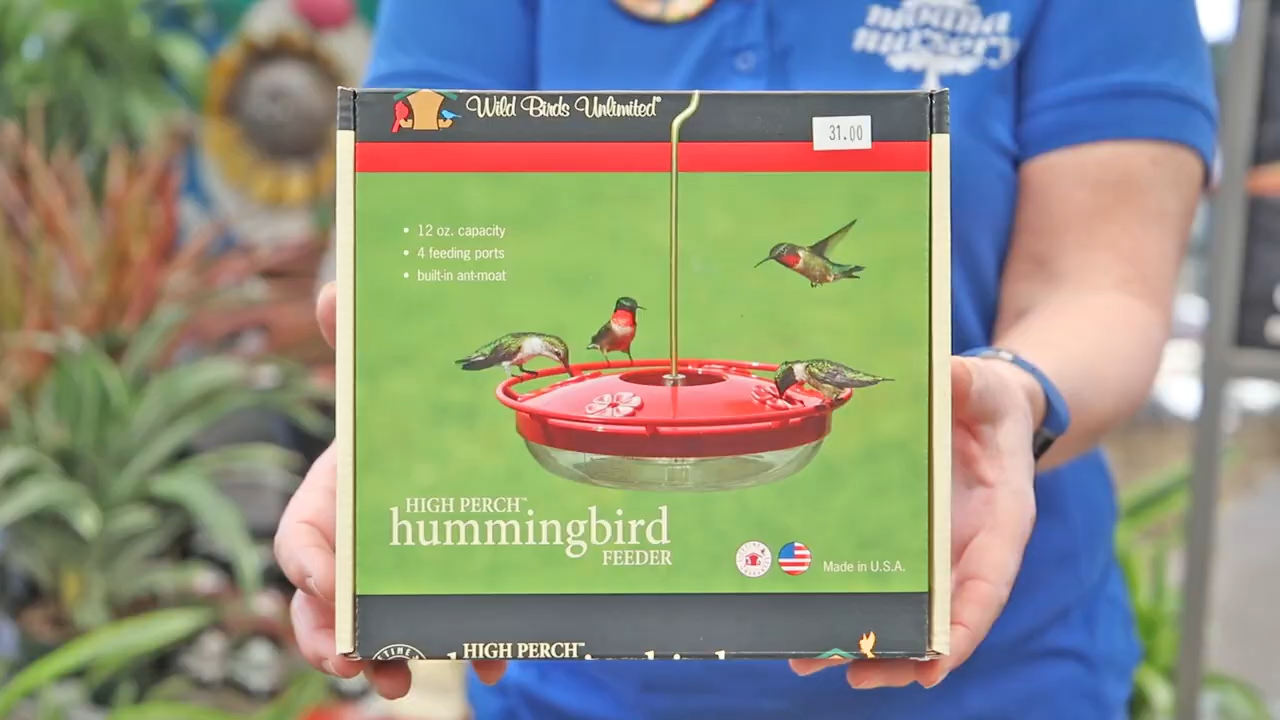 nursery
Wild Birds Unlimited®
31.00
• 12 oz. capacity
• 4 feeding ports
• built-in ant-moat
HIGH PERCH™
hummingbird
FEEDER
Made in U.S.A.
HIGH PERCH™